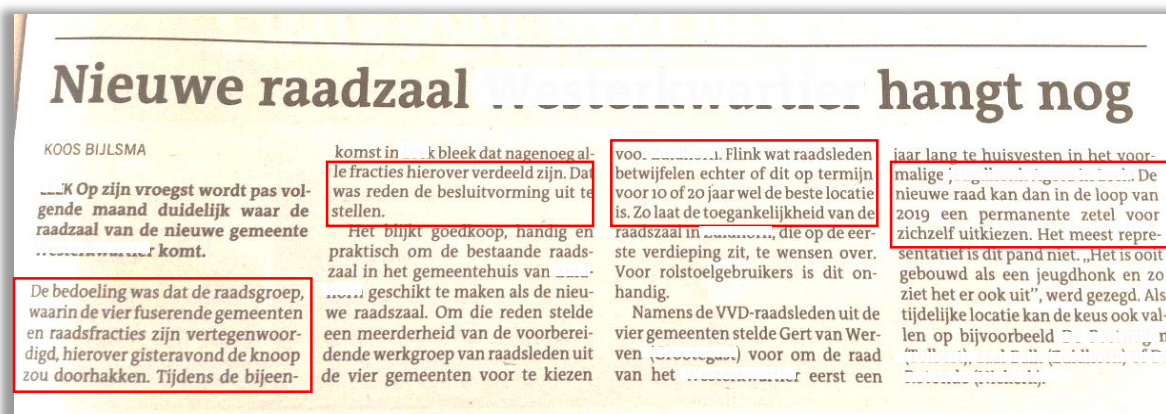 Nieuwe raadzaal hangt nog
KOOS BIJLSMA
Op zijn vroegst wordt pas vol-
gende maand duidelijk waar de
raadzaal van de nieuwe gemeente
komt.
De bedoeling was dat de raadsgroep,
waarin de vier fuserende gemeenten
en raadsfracties zijn vertegenwoor-
digd, hierover gisteravond de knoop
zou doorhakken. Tijdens de bijeen-
komst in bleek dat nagenoeg al-
le fracties hierover verdeeld zijn. Dat
was reden de besluitvorming uit te
stellen.
Het blijkt goedkoop, handig en
praktisch om de bestaande raads-
zaal in het gemeentehuis van
geschikt te maken als de nieu-
we raadszaal. Om die reden stelde
een meerderheid van de voorberei-
dende werkgroep van raadsleden uit
de vier gemeenten voor te kiezen
Flink wat raadsleden
betwijfelen echter of dit op termijn
voor 10 of 20 jaar wel de beste locatie
is. Zo laat de toegankelijkheid van de
raadszaal in die op de eer-
ste verdieping zit, te wensen over.
Voor rolstoelgebruikers is dit on-
handig.
Namens de VVD-raadsleden uit de
vier gemeenten stelde Gert van Wer-
ven voor om de raad
van het eerst een
jaar lang te huisvesten in het voor-
malige De
nieuwe raad kan dan in de loop van
2019 een permanente zetel voor
zichzelf uitkiezen. Het meest repre-
sentatief is dit pand niet. „Het is ooit
gebouwd als een jeugdhonk en zo
ziet het er ook uit”, werd gezegd. Als
tijdelijke locatie kan de keus ook val-
len op bijvoorbeeld